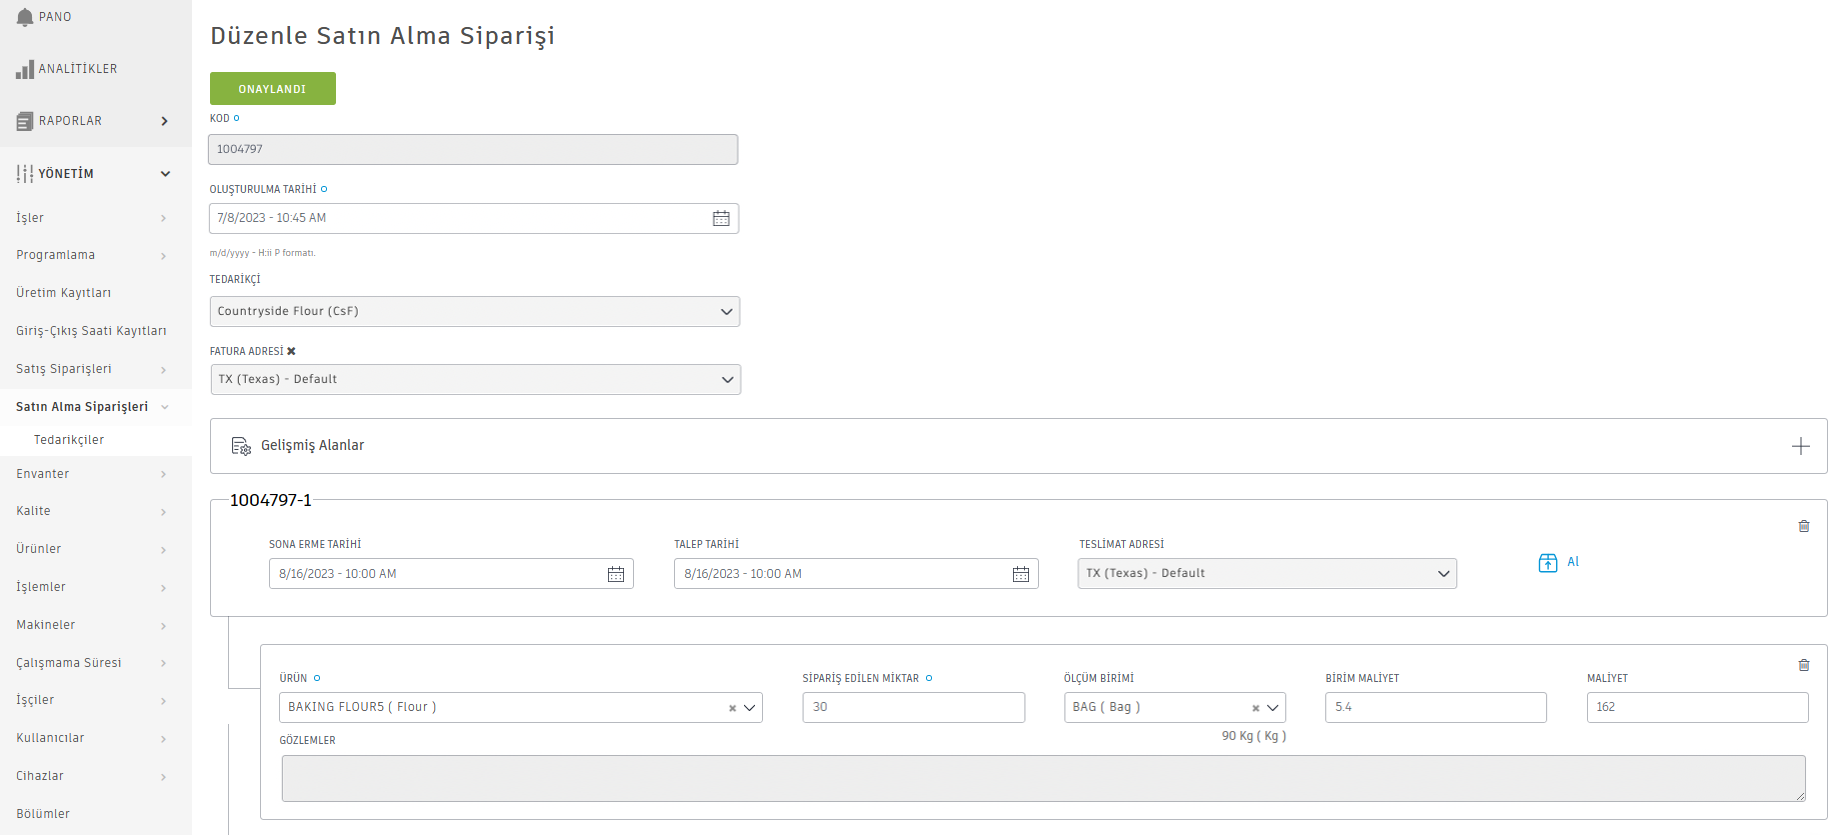 PANO
ANALİTİKLER
RAPORLAR
YÖNETİM
İşler
Programlama
Üretim Kayıtları
Giriş-Çıkış Saati Kayıtları
Satış Siparişleri
Satın Alma Siparişleri
Tedarikçiler
Envanter
Kalite
Ürünler
İşlemler
Makineler
Çalışmama Süresi
İşçiler
Kullanıcılar
Cihazlar
Bölümler
Düzenle Satın Alma Siparişi
ONAYLANDI
KOD
1004797
OLUŞTURULMA TARİHİ
7/8/2023 - 10:45 AM
m/d/yyyy - H:ii P formatı.
TEDARİKÇİ
Countryside Flour (CsF)
FATURA ADRESİ
TX (Texas) - Default
Gelişmiş Alanlar
1004797-1
SONA ERME TARİHİ TALEP TARİHİ TESLİMAT ADRESİ
8/16/2023 - 10:00 AM 8/16/2023 - 10:00 AM TX (Texas) - Default Al
ÜRÜN SİPARİŞ EDİLEN MİKTAR ÖLÇÜM BİRİMİ BİRİM MALİYET MALİYET
BAKING FLOUR5 ( Flour ) 30 BAG ( Bag ) 5.4 162
90 Kg ( Kg )
GÖZLEMLER